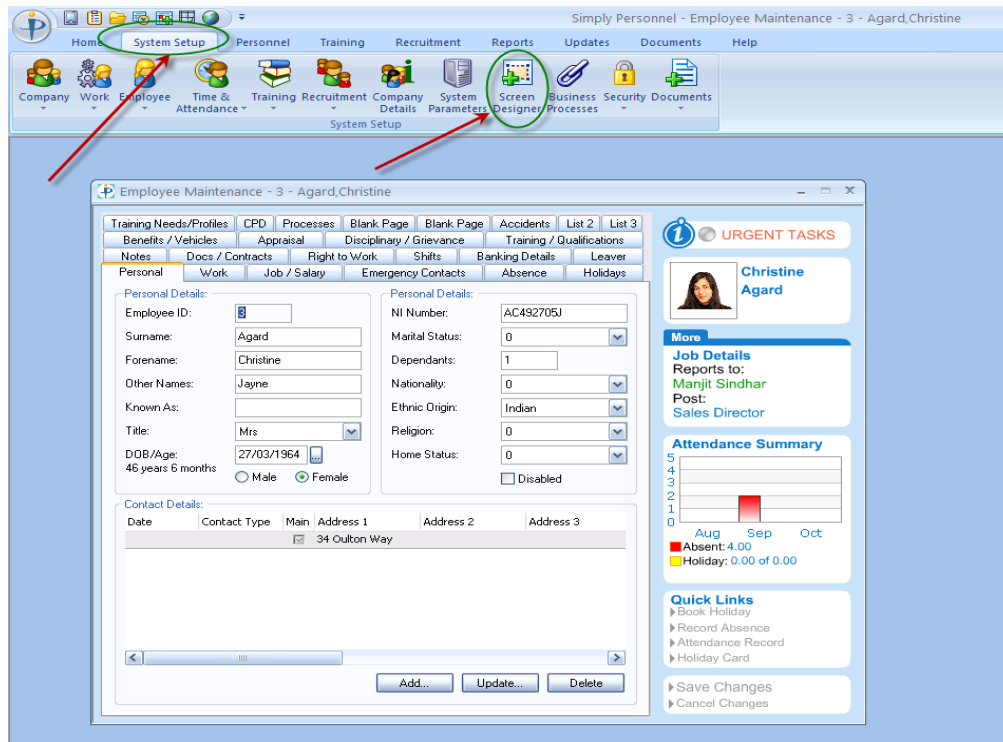 Simply Personnel - Employee Maintenance - 3 - Agard,Christine
Home System Setup Personnel Training Recruitment Reports Updates Documents Help
Company Work Employee Time & Attendance Training Recruitment Company Details System Parameters Screen Designer Business Processes Security Documents
System Setup
Employee Maintenance - 3 - Agard,Christine
Training Needs/Profiles CPD Processes Blank Page Blank Page Accidents List 2 List 3
Benefits / Vehicles Appraisal Disciplinary / Grievance Training / Qualifications
Notes Docs / Contracts Right to Work Shifts Banking Details Leaver
Personal Work Job / Salary Emergency Contacts Absence Holidays
Personal Details:
Employee ID: 3
Surname: Agard
Forename: Christine
Other Names: Jayne
Known As:
Title: Mrs
DOB/Age: 27/03/1964 ...
46 years 6 months
Male Female
Personal Details:
NI Number: AC492705J
Marital Status: 0
Dependants: 1
Nationality: 0
Ethnic Origin: Indian
Religion: 0
Home Status: 0
Disabled
Contact Details:
Date Contact Type Main Address 1 Address 2 Address 3
34 Oulton Way
Add... Update... Delete
URGENT TASKS
Christine
Agard
More
Job Details
Reports to:
Manjit Sindhar
Post:
Sales Director
Attendance Summary
5
4
3
2
1
0
Aug Sep Oct
Absent: 4.00
Holiday: 0.00 of 0.00
Quick Links
Book Holiday
Record Absence
Attendance Record
Holiday Card
Save Changes
Cancel Changes